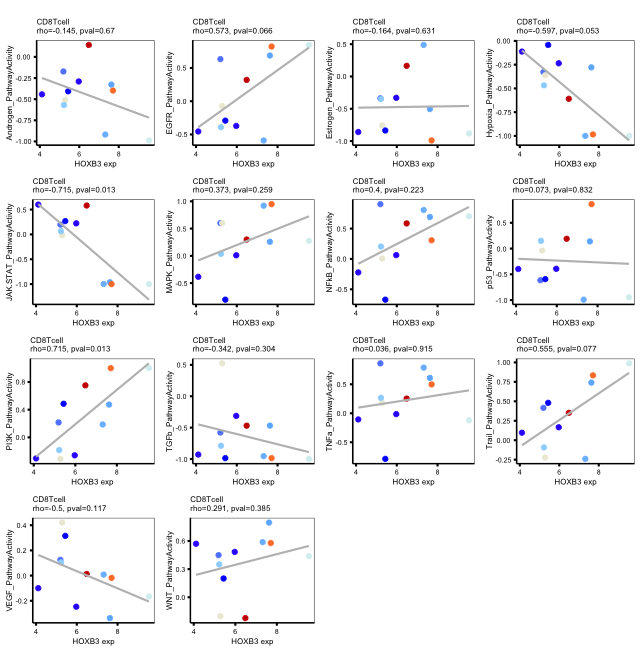 CD8Tcell
rho=-0.145, pval=0.67
Androgen_PathwayActivity
0.00
-0.25
-0.50
-0.75
-1.00
4 6 8
HOXB3 exp
CD8Tcell
rho=0.573, pval=0.066
EGFR_PathwayActivity
0.5
0.0
-0.5
4 6 8
HOXB3 exp
CD8Tcell
rho=-0.164, pval=0.631
Estrogen_PathwayActivity
0.5
0.0
-0.5
-1.0
4 6 8
HOXB3 exp
CD8Tcell
rho=-0.597, pval=0.053
Hypoxia_PathwayActivity
0.00
-0.25
-0.50
-0.75
-1.00
4 6 8
HOXB3 exp
CD8Tcell
rho=-0.715, pval=0.013
JAK-STAT_PathwayActivity
0.5
0.0
-0.5
-1.0
4 6 8
HOXB3 exp
CD8Tcell
rho=0.373, pval=0.259
MAPK_PathwayActivity
1.0
0.5
0.0
-0.5
4 6 8
HOXB3 exp
CD8Tcell
rho=0.4, pval=0.223
NFkB_PathwayActivity
0.5
0.0
-0.5
4 6 8
HOXB3 exp
CD8Tcell
rho=0.073, pval=0.832
p53_PathwayActivity
0.5
0.0
-0.5
-1.0
4 6 8
HOXB3 exp
CD8Tcell
rho=0.715, pval=0.013
PI3K_PathwayActivity
0.8
0.4
0.0
4 6 8
HOXB3 exp
CD8Tcell
rho=-0.342, pval=0.304
TGFb_PathwayActivity
0.5
0.0
-0.5
-1.0
4 6 8
HOXB3 exp
CD8Tcell
rho=0.036, pval=0.915
TNFa_PathwayActivity
0.5
0.0
-0.5
4 6 8
HOXB3 exp
CD8Tcell
rho=0.555, pval=0.077
Trail_PathwayActivity
1.00
0.75
0.50
0.25
0.00
-0.25
4 6 8
HOXB3 exp
CD8Tcell
rho=-0.5, pval=0.117
VEGF_PathwayActivity
0.4
0.2
0.0
-0.2
4 6 8
HOXB3 exp
CD8Tcell
rho=0.291, pval=0.385
WNT_PathwayActivity
0.6
0.3
0.0
4 6 8
HOXB3 exp